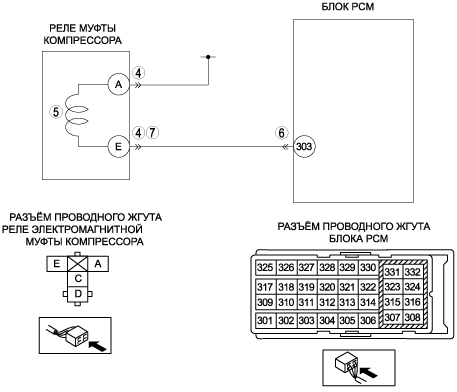 БЛОК PCM
РЕЛЕ МУФТЫ
КОМПРЕССОРА
A
4
5
E
4 7
6
303
РАЗЪЁМ ПРОВОДНОГО ЖГУТА
РЕЛЕ ЭЛЕКТРОМАГНИТНОЙ
МУФТЫ КОМПРЕССОРА
E A
C
D
РАЗЪЁМ ПРОВОДНОГО ЖГУТА
БЛОКА PCM
325 326 327 328 329 330 331 332
317 318 319 320 321 322 323 324
309 310 311 312 313 314 315 316
301 302 303 304 305 306 307 308